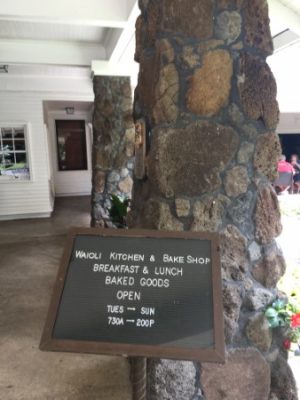 WAIOLI KITCHEN & BAKE SHOP
BREAKFAST & LUNCH
BAKED GOODS
OPEN
TUES → SUN
730A → 200P